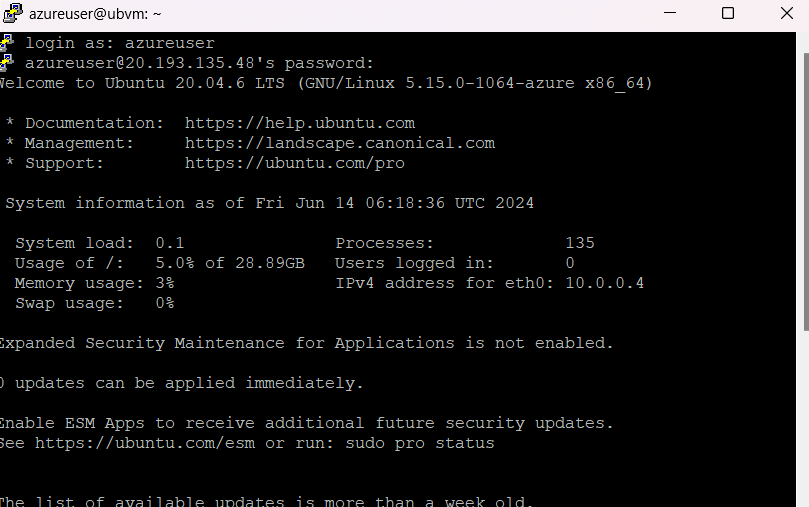 azureuser@ubvm: ~
login as: azureuser
azureuser@20.193.135.48's password:
Welcome to Ubuntu 20.04.6 LTS (GNU/Linux 5.15.0-1064-azure x86_64)
* Documentation:  https://help.ubuntu.com
* Management:     https://landscape.canonical.com
* Support:        https://ubuntu.com/pro
System information as of Fri Jun 14 06:18:36 UTC 2024
System load:  0.1               Processes:             135
Usage of /:   5.0% of 28.89GB   Users logged in:       0
Memory usage: 3%                IPv4 address for eth0: 10.0.0.4
Swap usage:   0%
Expanded Security Maintenance for Applications is not enabled.
0 updates can be applied immediately.
Enable ESM Apps to receive additional future security updates.
See https://ubuntu.com/esm or run: sudo pro status
The list of available updates is more than a week old.